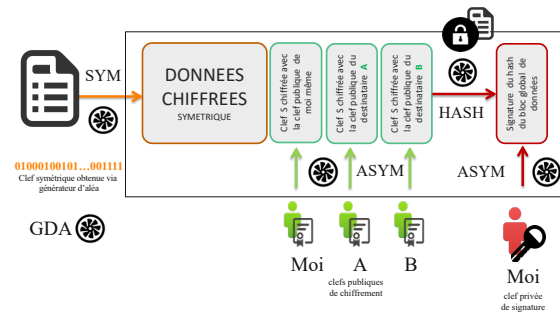 SYM
DONNEES
CHIFFREES
SYMETRIQUE
Clef S chiffrée avec
la clef publique de
moi même
Clef S chiffrée avec
la clef publique du
destinataire A
Clef S chiffrée avec
la clef publique du
destinataire B
HASH
Signature du hash
du bloc global de
données
01000100101…001111
Clef symétrique obtenue via
générateur d'aléa
ASYM
ASYM
GDA
Moi
A
B
clefs publiques
de chiffrement
Moi
clef privée
de signature